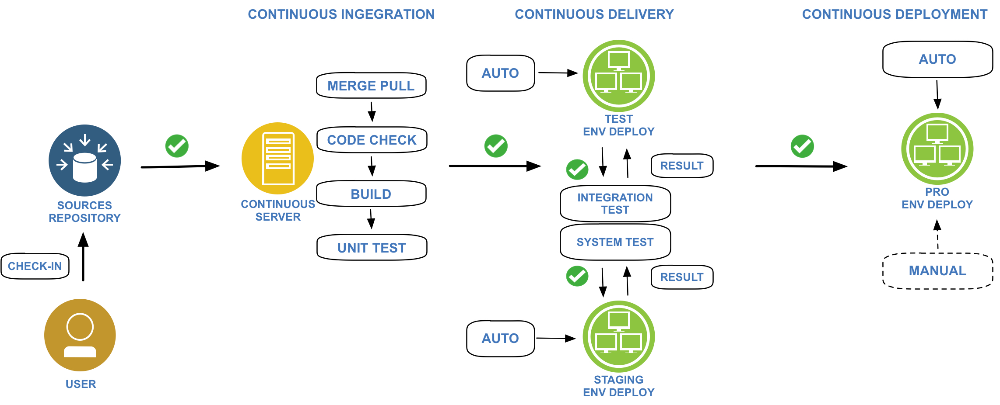 CONTINUOUS INGEGRATION
CONTINUOUS DELIVERY
CONTINUOUS DEPLOYMENT
SOURCES
REPOSITORY
CHECK-IN
USER
CONTINUOUS
SERVER
MERGE PULL
CODE CHECK
BUILD
UNIT TEST
AUTO
TEST
ENV DEPLOY
RESULT
INTEGRATION
TEST
SYSTEM TEST
RESULT
AUTO
STAGING
ENV DEPLOY
AUTO
PRO
ENV DEPLOY
MANUAL